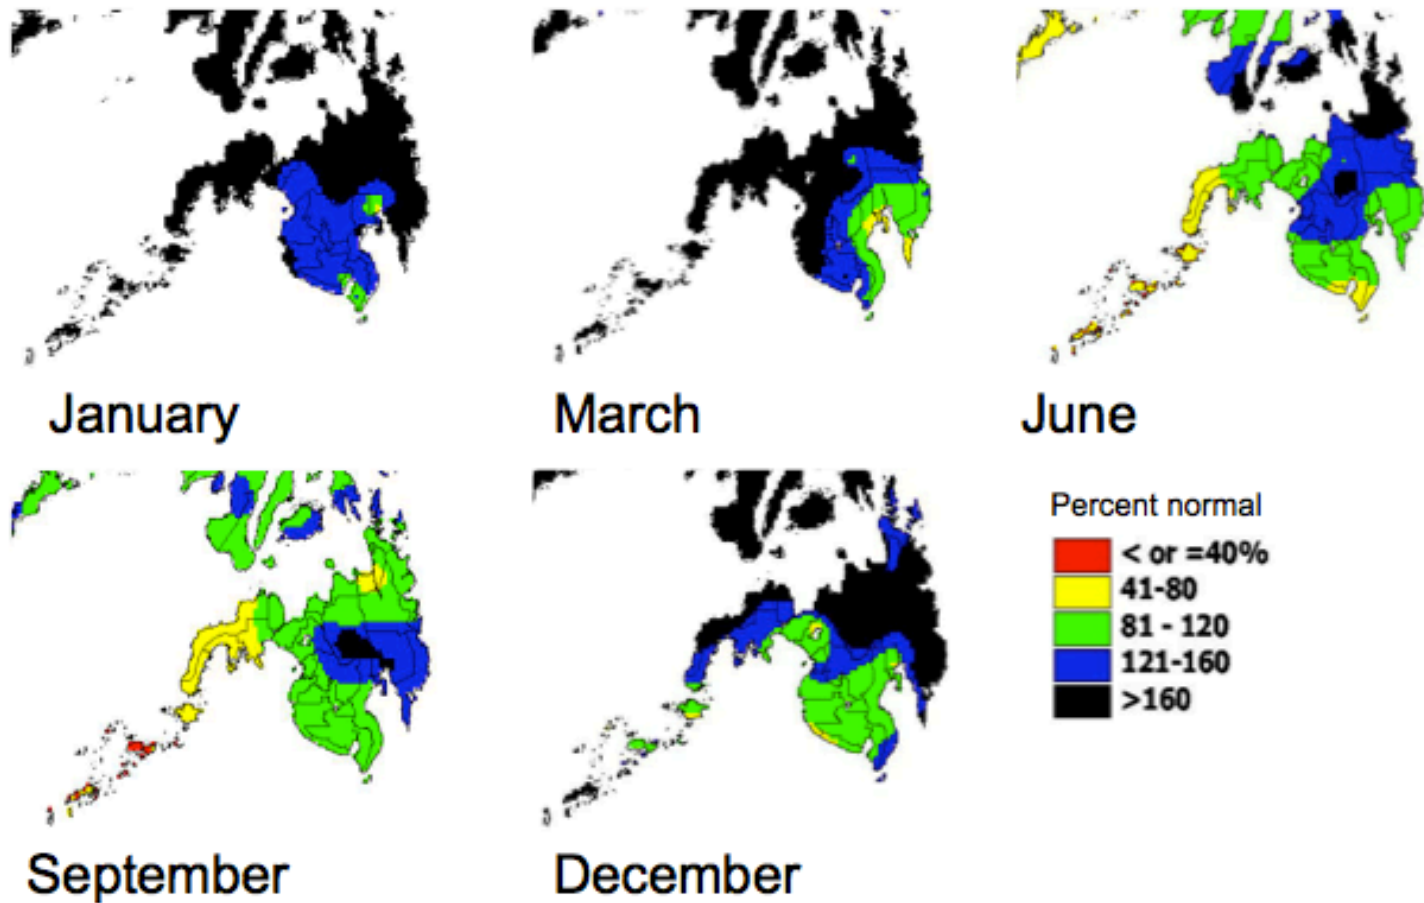 January
March
June
September
December
Percent normal
< or =40%
41-80
81 - 120
121-160
>160